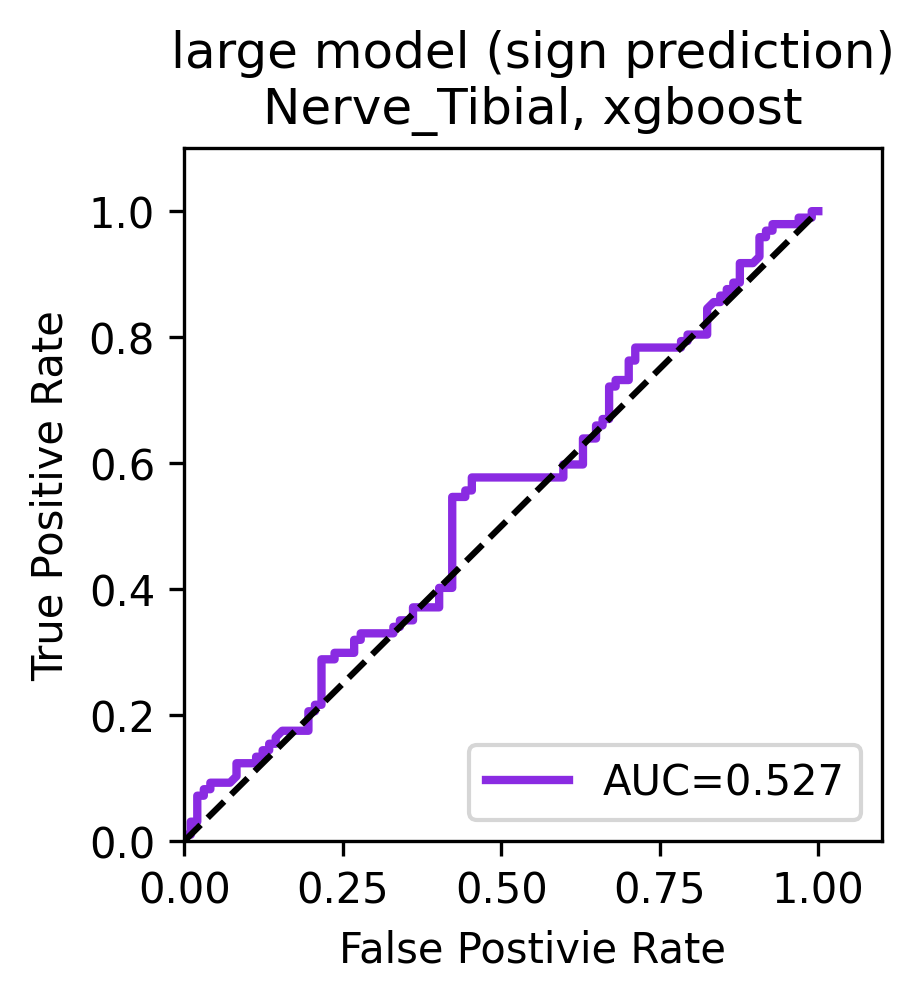 large model (sign prediction)
Nerve_Tibial, xgboost
True Positive Rate
1.0
0.8
0.6
0.4
0.2
0.0
AUC=0.527
0.00 0.25 0.50 0.75 1.00
False Postivie Rate